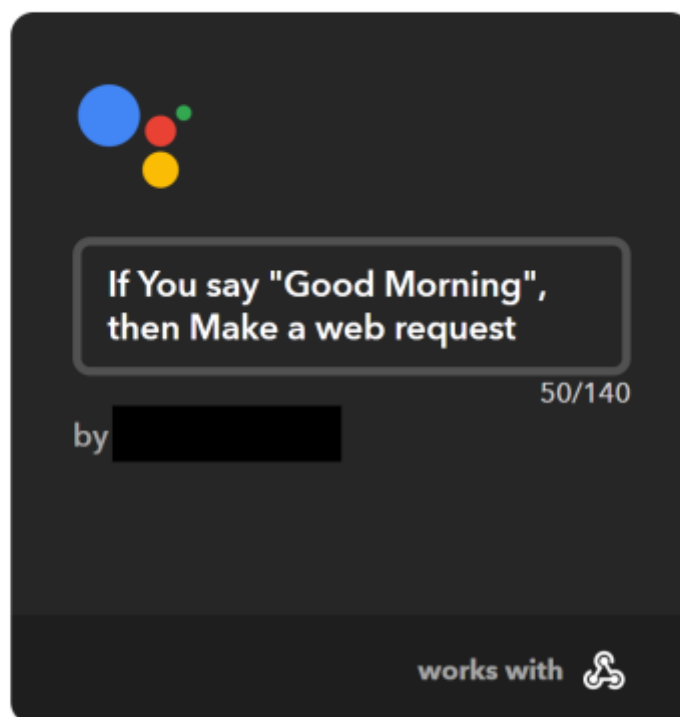 If You say "Good Morning",
then Make a web request
50/140
by
works with